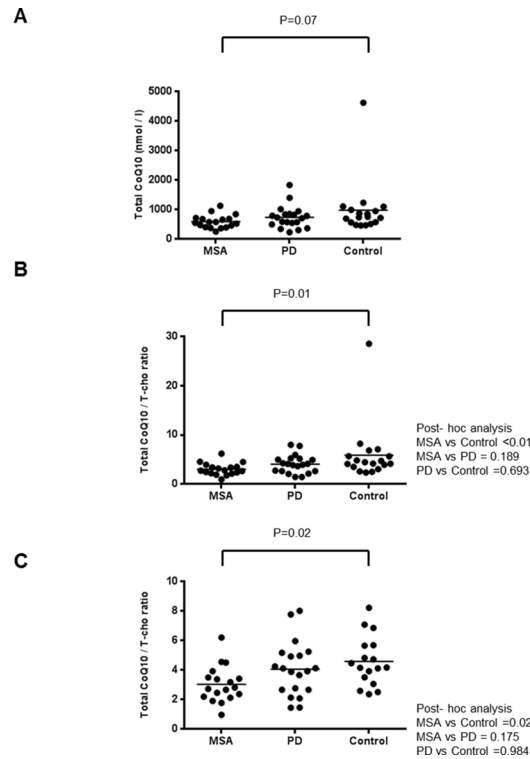 A
P=0.07
Total CoQ10 (nmol / l)
5000
4000
3000
2000
1000
0
MSA PD Control
B
P=0.01
Total CoQ10 / T-cho ratio
30
20
10
0
MSA PD Control
Post- hoc analysis
MSA vs Control <0.01
MSA vs PD = 0.189
PD vs Control =0.693
C
P=0.02
Total CoQ10 / T-cho ratio
10
8
6
4
2
0
MSA PD Control
Post- hoc analysis
MSA vs Control =0.02
MSA vs PD = 0.175
PD vs Control =0.984